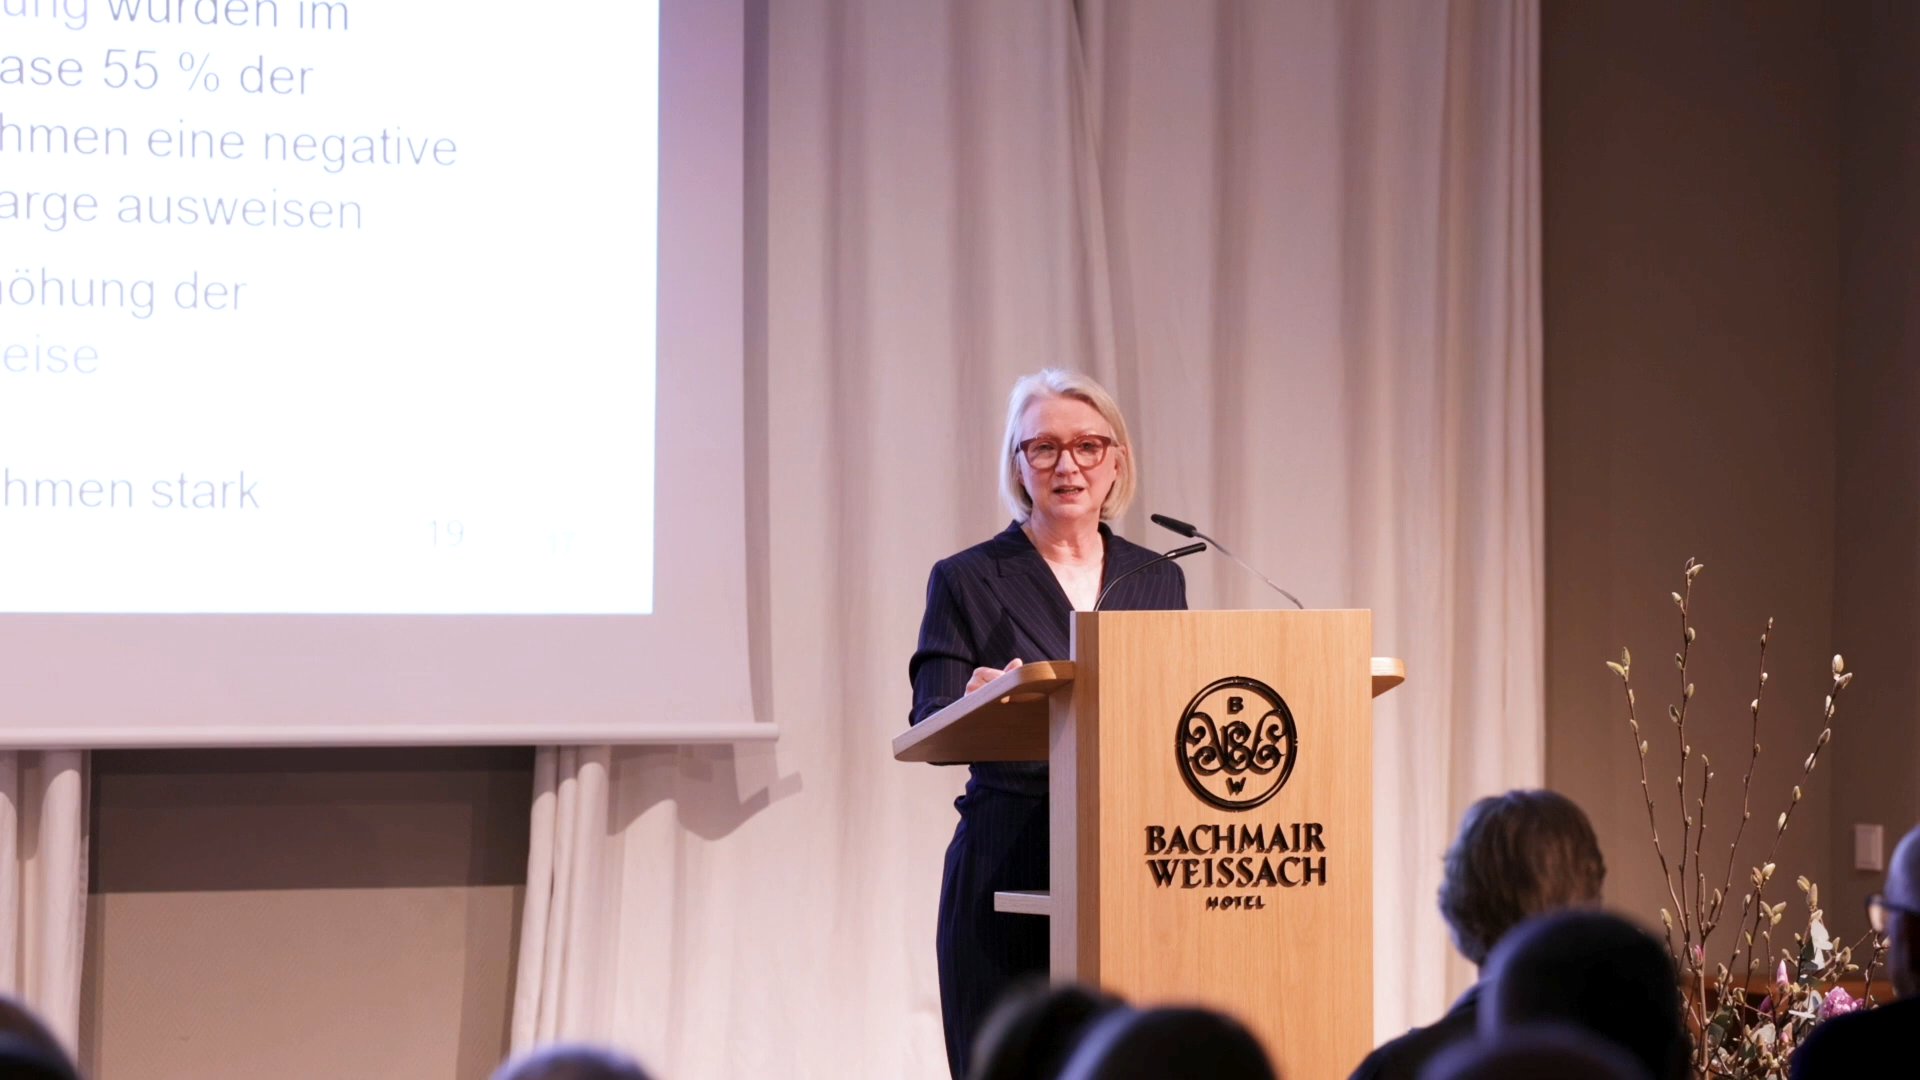 ung wurden im
ase 55 % der
hmen eine negative
arge ausweisen
höhung der
eise
hmen stark
19
17
B
W
BACHMAIR
WEISSACH
HOTEL